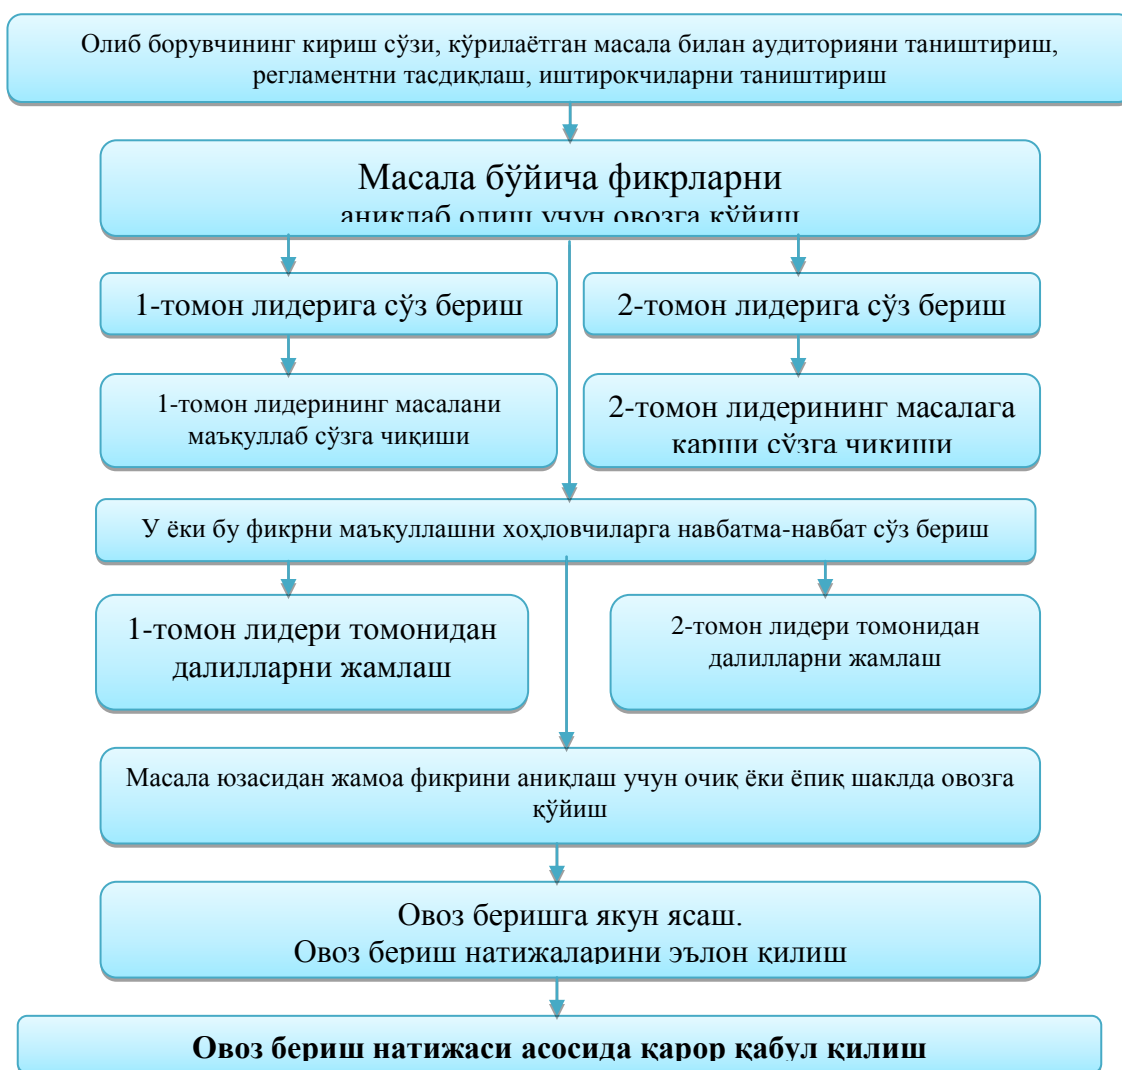 Олиб борувчининг кириш сўзи, кўрилаётган масала билан аудиторияни таништириш,
регламентни тасдиқлаш, иштирокчиларни таништириш
Масала бўйича фикрларни
аниқлаб олиш учун овозга қўйиш
1-томон лидерига сўз бериш
2-томон лидерига сўз бериш
1-томон лидерининг масалани
маъқуллаб сўзга чиқиши
2-томон лидерининг масалага
қарши сўзга чиқиши
У ёки бу фикрни маъқуллашни хоҳловчиларга навбатма-навбат сўз бериш
1-томон лидери томонидан
далилларни жамлаш
2-томон лидери томонидан
далилларни жамлаш
Масала юзасидан жамоа фикрини аниқлаш учун очиқ ёки ёпиқ шаклда овозга
қўйиш
Овоз беришга якун ясаш.
Овоз бериш натижаларини эълон қилиш
Овоз бериш натижаси асосида қарор қабул қилиш